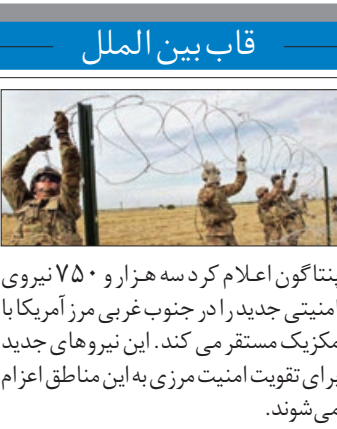 قاب بین الملل
پنتاگون اعلام کرد سه هزار و ۷۵۰ نیروی
امنیتی جدید را در جنوب غربی مرز آمریکا با
مکزیک مستقر می کند. این نیروهای جدید
برای تقویت امنیت مرزی به این مناطق اعزام
می‌شوند.